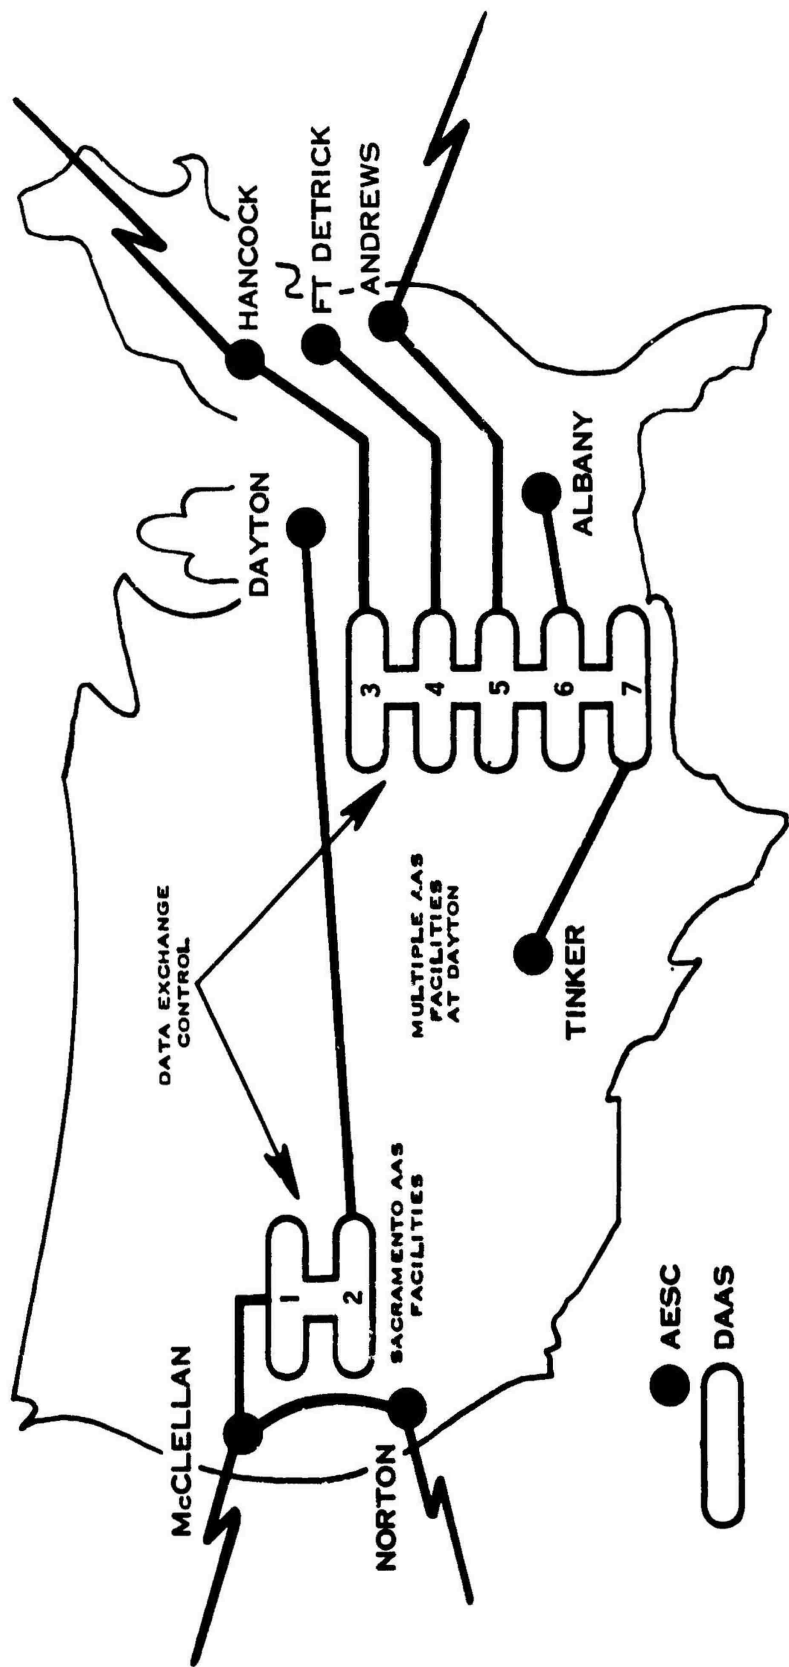 HANCOCK
FT DETRICK
ANDREWS
DAYTON
ALBANY
3
4
5
6
7
DATA EXCHANGE
CONTROL
MULTIPLE AAS
FACILITIES
AT DAYTON
TINKER
McCLELLAN
1
2
SACRAMENTO AAS
FACILITIES
NORTON
AESC
DAAS